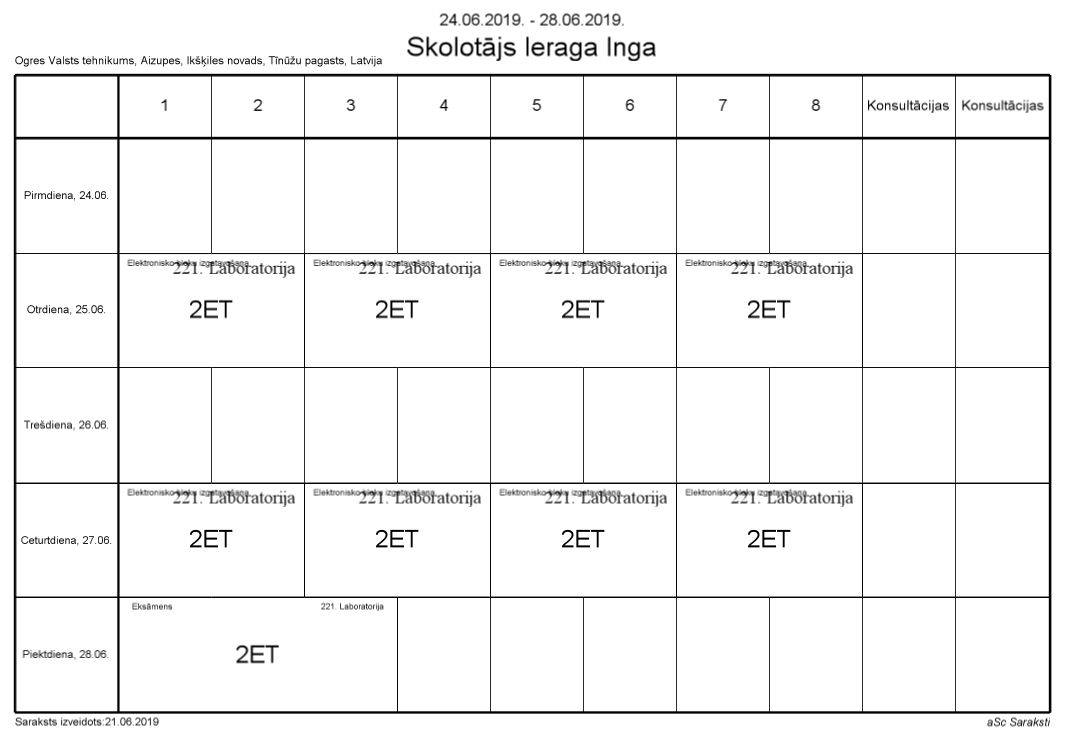 24.06.2019. - 28.06.2019.
Skolotājs Ieraga Inga
Ogres Valsts tehnikums, Aizupes, Ikšķiles novads, Tīnūžu pagasts, Latvija
1 2 3 4 5 6 7 8 Konsultācijas Konsultācijas
Pirmdiena, 24.06.
Elektronisko bloku izgatavošana 221. Laboratorija Elektronisko bloku izgatavošana 221. Laboratorija Elektronisko bloku izgatavošana 221. Laboratorija Elektronisko bloku izgatavošana 221. Laboratorija
Otrdiena, 25.06. 2ET 2ET 2ET 2ET
Trešdiena, 26.06.
Elektronisko bloku izgatavošana 221. Laboratorija Elektronisko bloku izgatavošana 221. Laboratorija Elektronisko bloku izgatavošana 221. Laboratorija Elektronisko bloku izgatavošana 221. Laboratorija
Ceturtdiena, 27.06. 2ET 2ET 2ET 2ET
Eksāmens 221. Laboratorija
Piektdiena, 28.06. 2ET
Saraksts izveidots:21.06.2019 aSc Saraksti